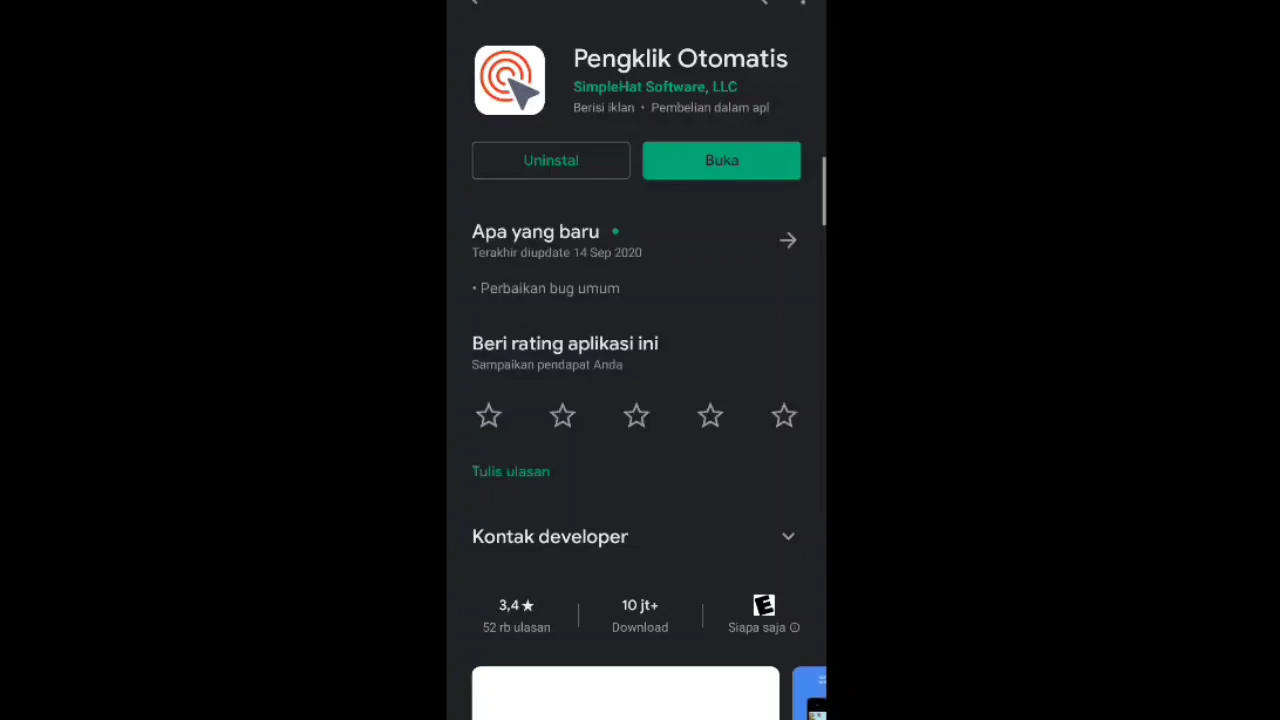 Pengklik Otomatis
SimpleHat Software, LLC
Berisi iklan • Pembelian dalam apl
Uninstal
Buka
Apa yang baru •
Terakhir diupdate 14 Sep 2020
• Perbaikan bug umum
Beri rating aplikasi ini
Sampaikan pendapat Anda
Tulis ulasan
Kontak developer
3,4★ 10 jt+ E
52 rb ulasan Download Siapa saja